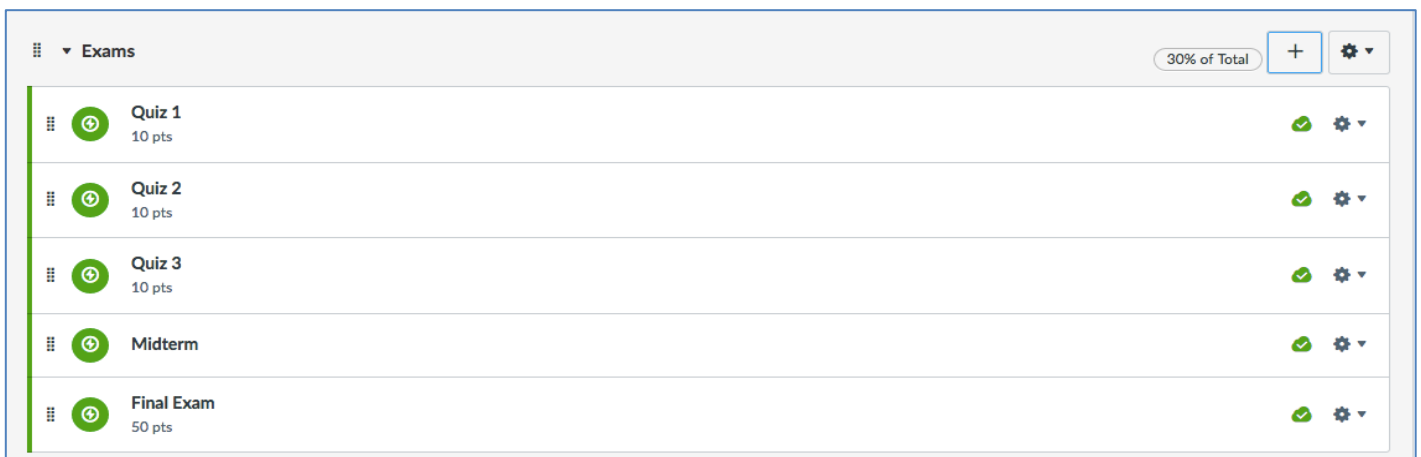 Exams
30% of Total
Quiz 1
10 pts
Quiz 2
10 pts
Quiz 3
10 pts
Midterm
Final Exam
50 pts